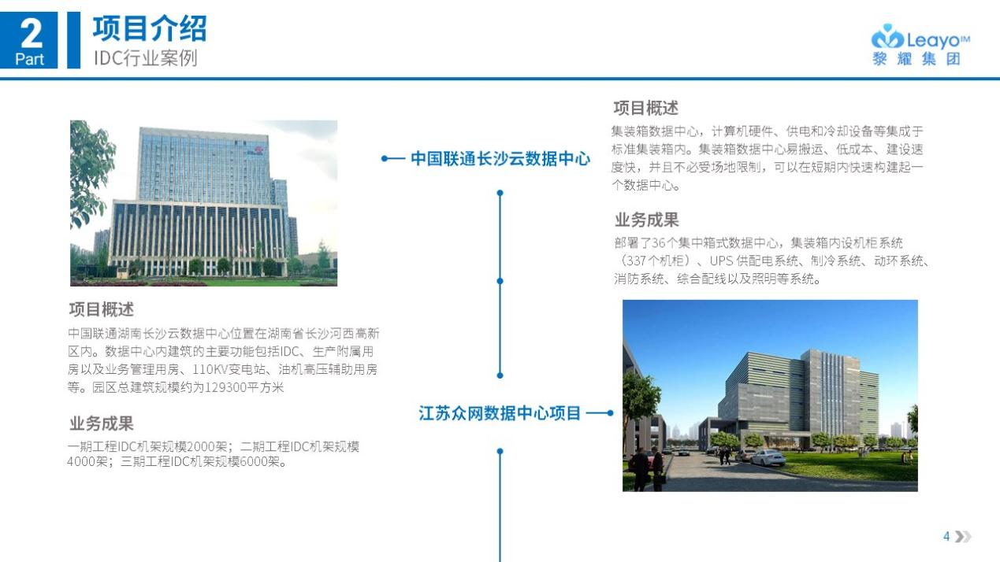 2
Part
项目介绍
IDC行业案例
Leayo™
黎耀集团
中国联通长沙云数据中心
项目概述
中国联通湖南长沙云数据中心位置在湖南省长沙河西高新
区内。数据中心内建筑的主要功能包括IDC、生产附属用
房以及业务管理用房、110KV变电站、油机高压辅助用房
等。园区总建筑规模约为129300平方米
业务成果
一期工程IDC机架规模2000架；二期工程IDC机架规模
4000架；三期工程IDC机架规模6000架。
江苏众网数据中心项目
项目概述
集装箱数据中心，计算机硬件、供电和冷却设备等集成于
标准集装箱内。集装箱数据中心易搬运、低成本、建设速
度快，并且不必受场地限制，可以在短期内快速构建起一
个数据中心。
业务成果
部署了36个集中箱式数据中心，集装箱内设机柜系统
（337个机柜）、UPS 供配电系统、制冷系统、动环系统、
消防系统、综合配线以及照明等系统。
4